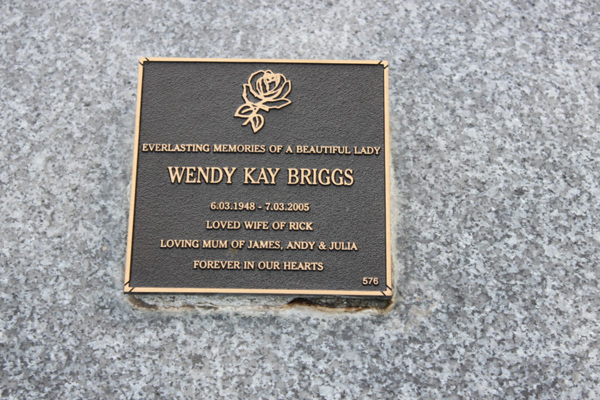 EVERLASTING MEMORIES OF A BEAUTIFUL LADY
WENDY KAY BRIGGS
6.03.1948 - 7.03.2005
LOVED WIFE OF RICK
LOVING MUM OF JAMES, ANDY & JULIA
FOREVER IN OUR HEARTS
576